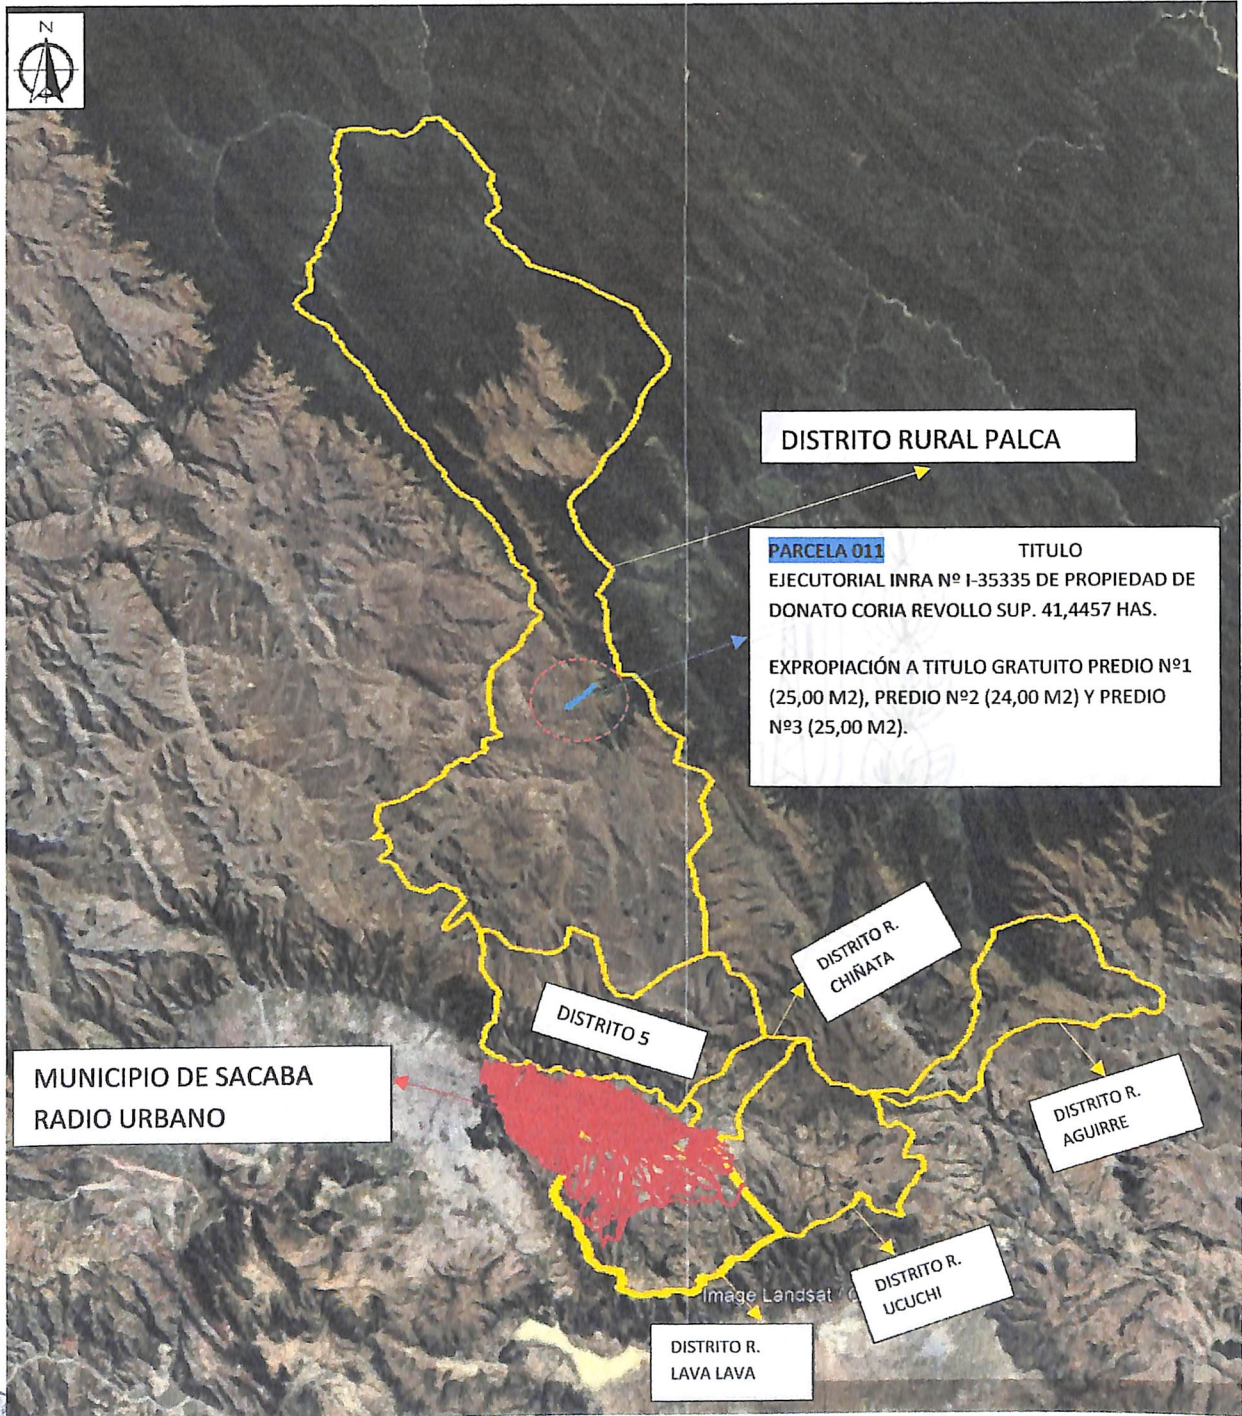 N
DISTRITO RURAL PALCA
PARCELA 011 TITULO
EJECUTORIAL INRA Nº I-35335 DE PROPIEDAD DE
DONATO CORIA REVOLLO SUP. 41,4457 HAS.
EXPROPIACIÓN A TITULO GRATUITO PREDIO Nº1
(25,00 M2), PREDIO Nº2 (24,00 M2) Y PREDIO
Nº3 (25,00 M2).
DISTRITO R.
CHIÑATA
DISTRITO 5
MUNICIPIO DE SACABA
RADIO URBANO
DISTRITO R.
AGUIRRE
DISTRITO R.
UCUCHI
Image Landsat /
DISTRITO R.
LAVA LAVA